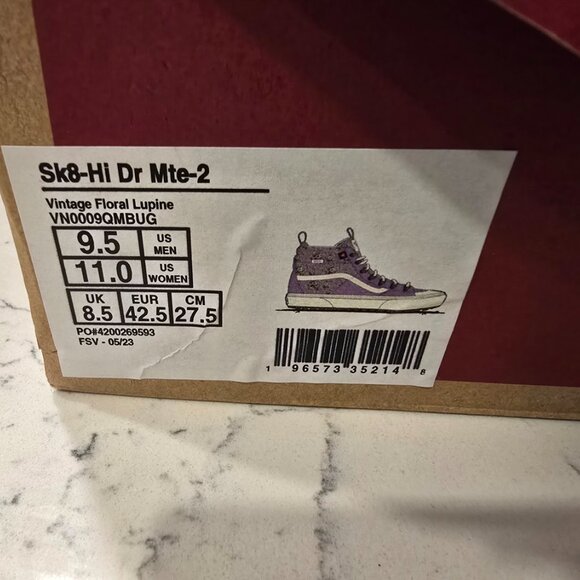 Sk8-Hi Dr Mte-2
Vintage Floral Lupine
VN0009QMBUG
9.5 US MEN
11.0 US WOMEN
UK 8.5 EUR 42.5 CM 27.5
PO#4200269593
FSV - 05/23
1 96573 35214 8